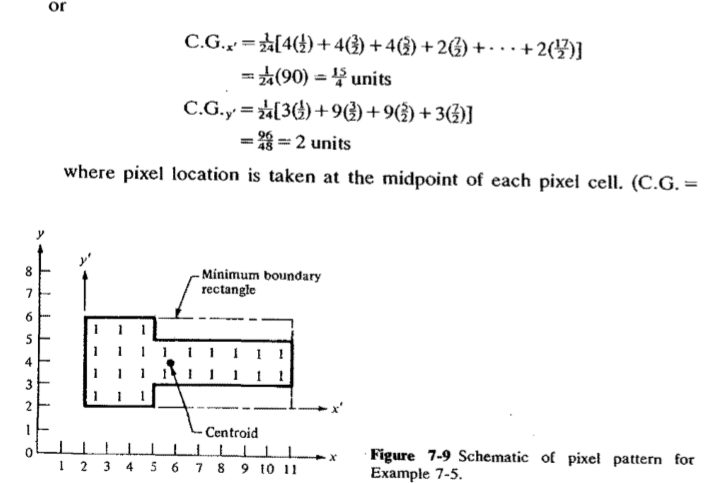 or
C.G.x' = 1/24[4(1/2) + 4(3/2) + 4(5/2) + 2(7/2) + · · · + 2(17/2)]
= 1/24(90) = 15/4 units
C.G.y' = 1/24[3(1/2) + 9(3/2) + 9(5/2) + 3(7/2)]
= 96/48 = 2 units
where pixel location is taken at the midpoint of each pixel cell. (C.G. =
y
y'
8
7
6
5
4
3
2
1
0
Minimum boundary
rectangle
1 1 1
1 1 1 1 1 1 1 1 1
1 1 1 1 1 1 1 1 1
1 1 1
x'
Centroid
x
1 2 3 4 5 6 7 8 9 10 11
Figure 7-9 Schematic of pixel pattern for
Example 7-5.